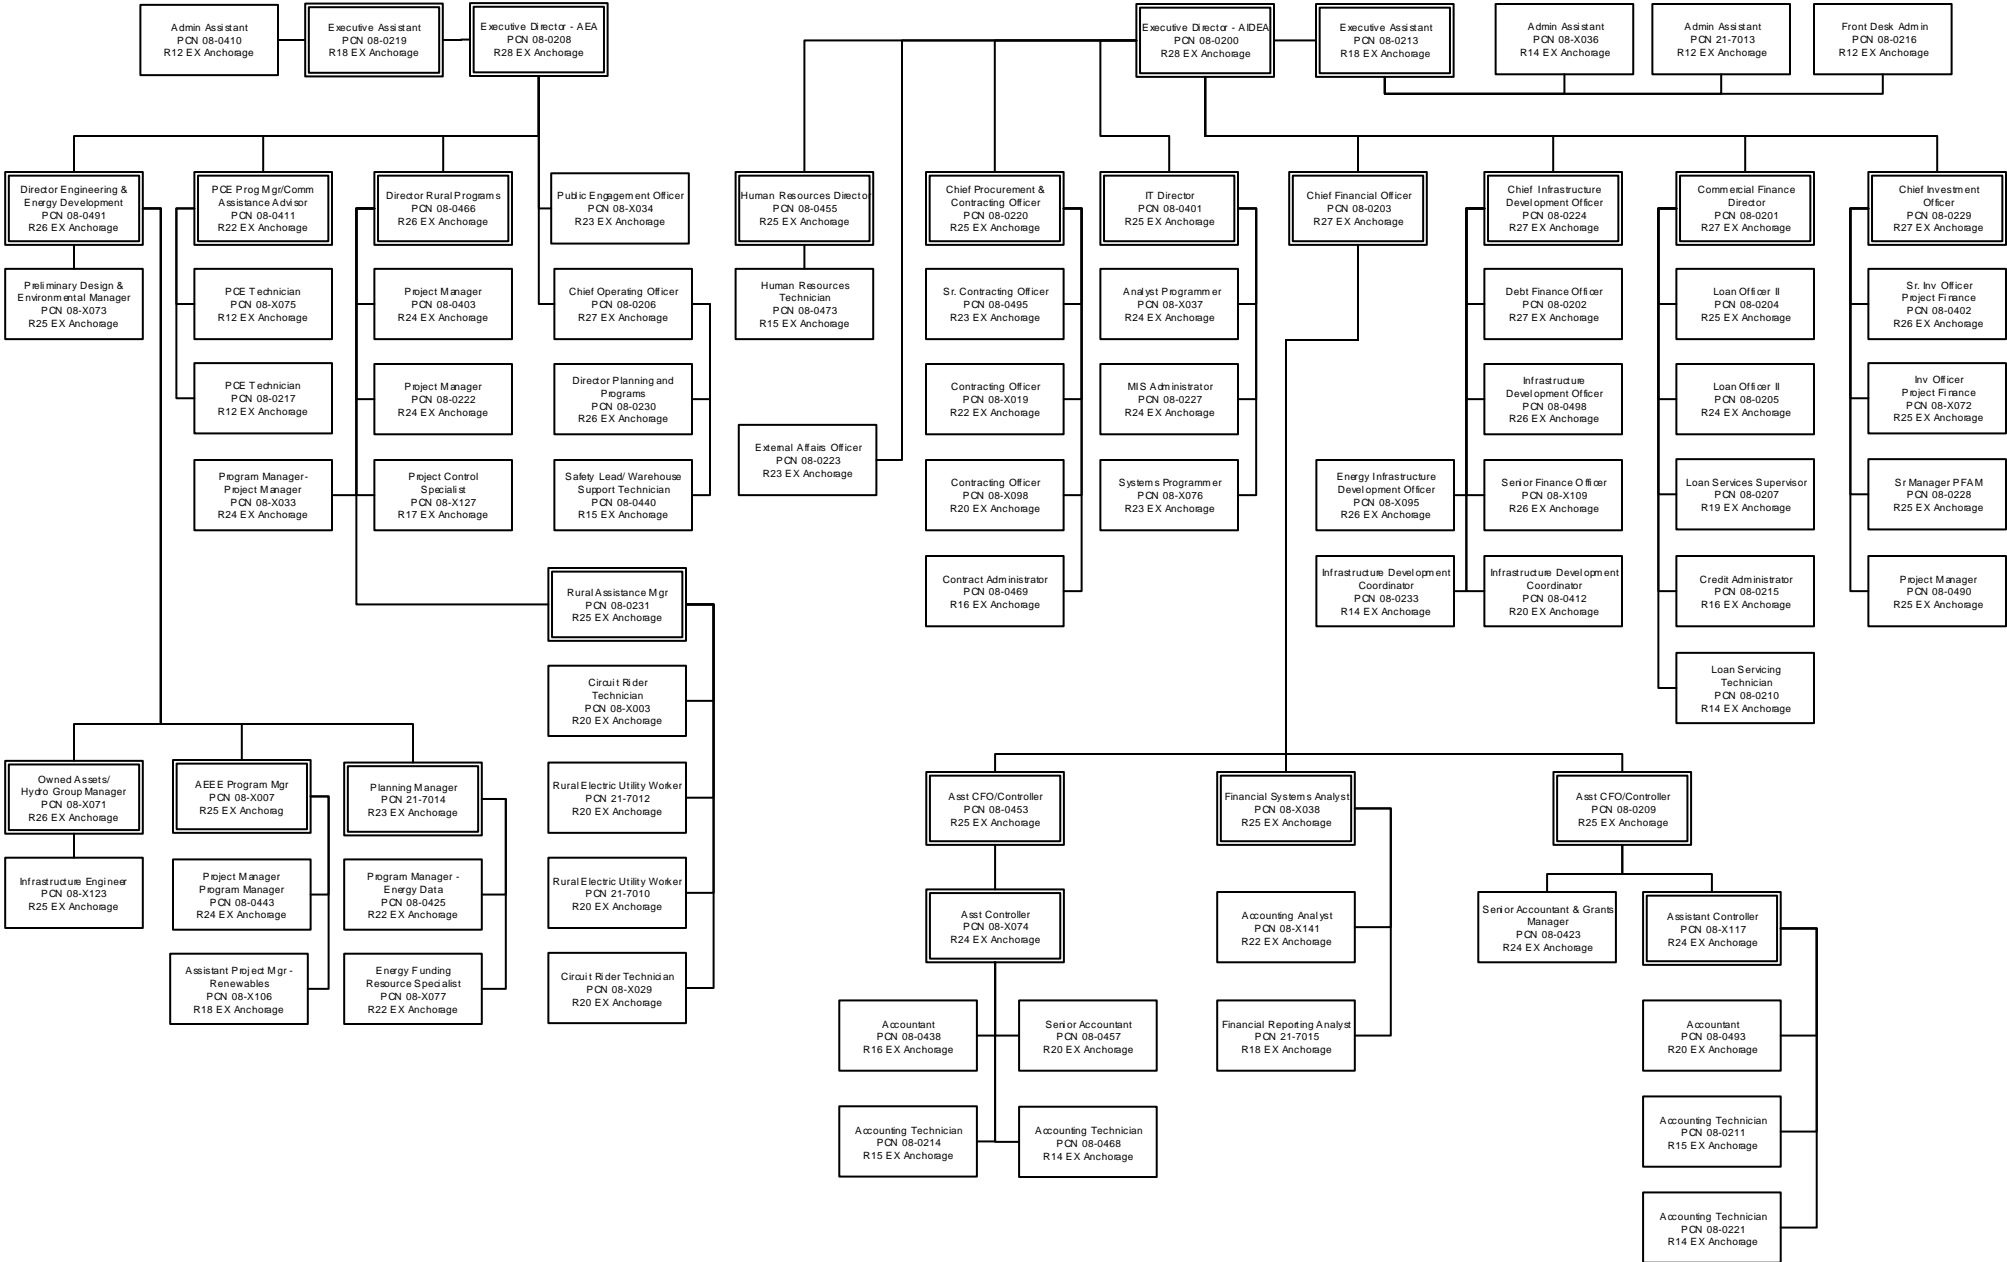 Admin Assistant
PCN 08-0410
R12 EX Anchorage
Executive Assistant
PCN 08-0219
R18 EX Anchorage
Executive Director - AEA
PCN 08-0208
R28 EX Anchorage
Executive Director - AIDEA
PCN 08-0200
R28 EX Anchorage
Executive Assistant
PCN 08-0213
R18 EX Anchorage
Admin Assistant
PCN 08-X036
R14 EX Anchorage
Admin Assistant
PCN 21-7013
R12 EX Anchorage
Front Desk Admin
PCN 08-0216
R12 EX Anchorage
Director Engineering &
Energy Development
PCN 08-0491
R26 EX Anchorage
PCE Prog Mgr/Comm
Assistance Advisor
PCN 08-0411
R22 EX Anchorage
Director Rural Programs
PCN 08-0466
R26 EX Anchorage
Public Engagement Officer
PCN 08-X034
R23 EX Anchorage
Human Resources Director
PCN 08-0455
R25 EX Anchorage
Chief Procurement &
Contracting Officer
PCN 08-0220
R25 EX Anchorage
IT Director
PCN 08-0401
R25 EX Anchorage
Chief Financial Officer
PCN 08-0203
R27 EX Anchorage
Chief Infrastructure
Development Officer
PCN 08-0224
R27 EX Anchorage
Commercial Finance
Director
PCN 08-0201
R27 EX Anchorage
Chief Investment
Officer
PCN 08-0229
R27 EX Anchorage
Preliminary Design &
Environmental Manager
PCN 08-X073
R25 EX Anchorage
PCE Technician
PCN 08-X075
R12 EX Anchorage
Project Manager
PCN 08-0403
R24 EX Anchorage
Chief Operating Officer
PCN 08-0206
R27 EX Anchorage
Human Resources
Technician
PCN 08-0473
R15 EX Anchorage
Sr. Contracting Officer
PCN 08-0495
R23 EX Anchorage
Analyst Programmer
PCN 08-X037
R24 EX Anchorage
Debt Finance Officer
PCN 08-0202
R27 EX Anchorage
Loan Officer II
PCN 08-0204
R25 EX Anchorage
Sr. Inv Officer
Project Finance
PCN 08-0402
R26 EX Anchorage
PCE Technician
PCN 08-0217
R12 EX Anchorage
Project Manager
PCN 08-0222
R24 EX Anchorage
Director Planning and
Programs
PCN 08-0230
R26 EX Anchorage
Contracting Officer
PCN 08-X019
R22 EX Anchorage
MIS Administrator
PCN 08-0227
R24 EX Anchorage
Infrastructure
Development Officer
PCN 08-0498
R26 EX Anchorage
Loan Officer II
PCN 08-0205
R24 EX Anchorage
Inv Officer
Project Finance
PCN 08-X072
R25 EX Anchorage
External Affairs Officer
PCN 08-0223
R23 EX Anchorage
Program Manager-
Project Manager
PCN 08-X033
R24 EX Anchorage
Project Control
Specialist
PCN 08-X127
R17 EX Anchorage
Safety Lead/ Warehouse
Support Technician
PCN 08-0440
R15 EX Anchorage
Contracting Officer
PCN 08-X098
R20 EX Anchorage
Systems Programmer
PCN 08-X076
R23 EX Anchorage
Energy Infrastructure
Development Officer
PCN 08-X095
R26 EX Anchorage
Senior Finance Officer
PCN 08-X109
R26 EX Anchorage
Loan Services Supervisor
PCN 08-0207
R19 EX Anchorage
Sr Manager PFAM
PCN 08-0228
R25 EX Anchorage
Rural Assistance Mgr
PCN 08-0231
R25 EX Anchorage
Contract Administrator
PCN 08-0469
R16 EX Anchorage
Infrastructure Development
Coordinator
PCN 08-0233
R14 EX Anchorage
Infrastructure Development
Coordinator
PCN 08-0412
R20 EX Anchorage
Credit Administrator
PCN 08-0215
R16 EX Anchorage
Project Manager
PCN 08-0490
R25 EX Anchorage
Circuit Rider
Technician
PCN 08-X003
R20 EX Anchorage
Loan Servicing
Technician
PCN 08-0210
R14 EX Anchorage
Owned Assets/
Hydro Group Manager
PCN 08-X071
R26 EX Anchorage
AEEE Program Mgr
PCN 08-X007
R25 EX Anchorag
Planning Manager
PCN 21-7014
R23 EX Anchorage
Rural Electric Utility Worker
PCN 21-7012
R20 EX Anchorage
Asst CFO/Controller
PCN 08-0453
R25 EX Anchorage
Financial Systems Analyst
PCN 08-X038
R25 EX Anchorage
Asst CFO/Controller
PCN 08-0209
R25 EX Anchorage
Infrastructure Engineer
PCN 08-X123
R25 EX Anchorage
Project Manager
Program Manager
PCN 08-0443
R24 EX Anchorage
Program Manager -
Energy Data
PCN 08-0425
R22 EX Anchorage
Rural Electric Utility Worker
PCN 21-7010
R20 EX Anchorage
Asst Controller
PCN 08-X074
R24 EX Anchorage
Accounting Analyst
PCN 08-X141
R22 EX Anchorage
Senior Accountant & Grants
Manager
PCN 08-0423
R24 EX Anchorage
Assistant Controller
PCN 08-X117
R24 EX Anchorage
Assistant Project Mgr -
Renewables
PCN 08-X106
R18 EX Anchorage
Energy Funding
Resource Specialist
PCN 08-X077
R22 EX Anchorage
Circuit Rider Technician
PCN 08-X029
R20 EX Anchorage
Accountant
PCN 08-0438
R16 EX Anchorage
Senior Accountant
PCN 08-0457
R20 EX Anchorage
Financial Reporting Analyst
PCN 21-7015
R18 EX Anchorage
Accountant
PCN 08-0493
R20 EX Anchorage
Accounting Technician
PCN 08-0214
R15 EX Anchorage
Accounting Technician
PCN 08-0468
R14 EX Anchorage
Accounting Technician
PCN 08-0211
R15 EX Anchorage
Accounting Technician
PCN 08-0221
R14 EX Anchorage